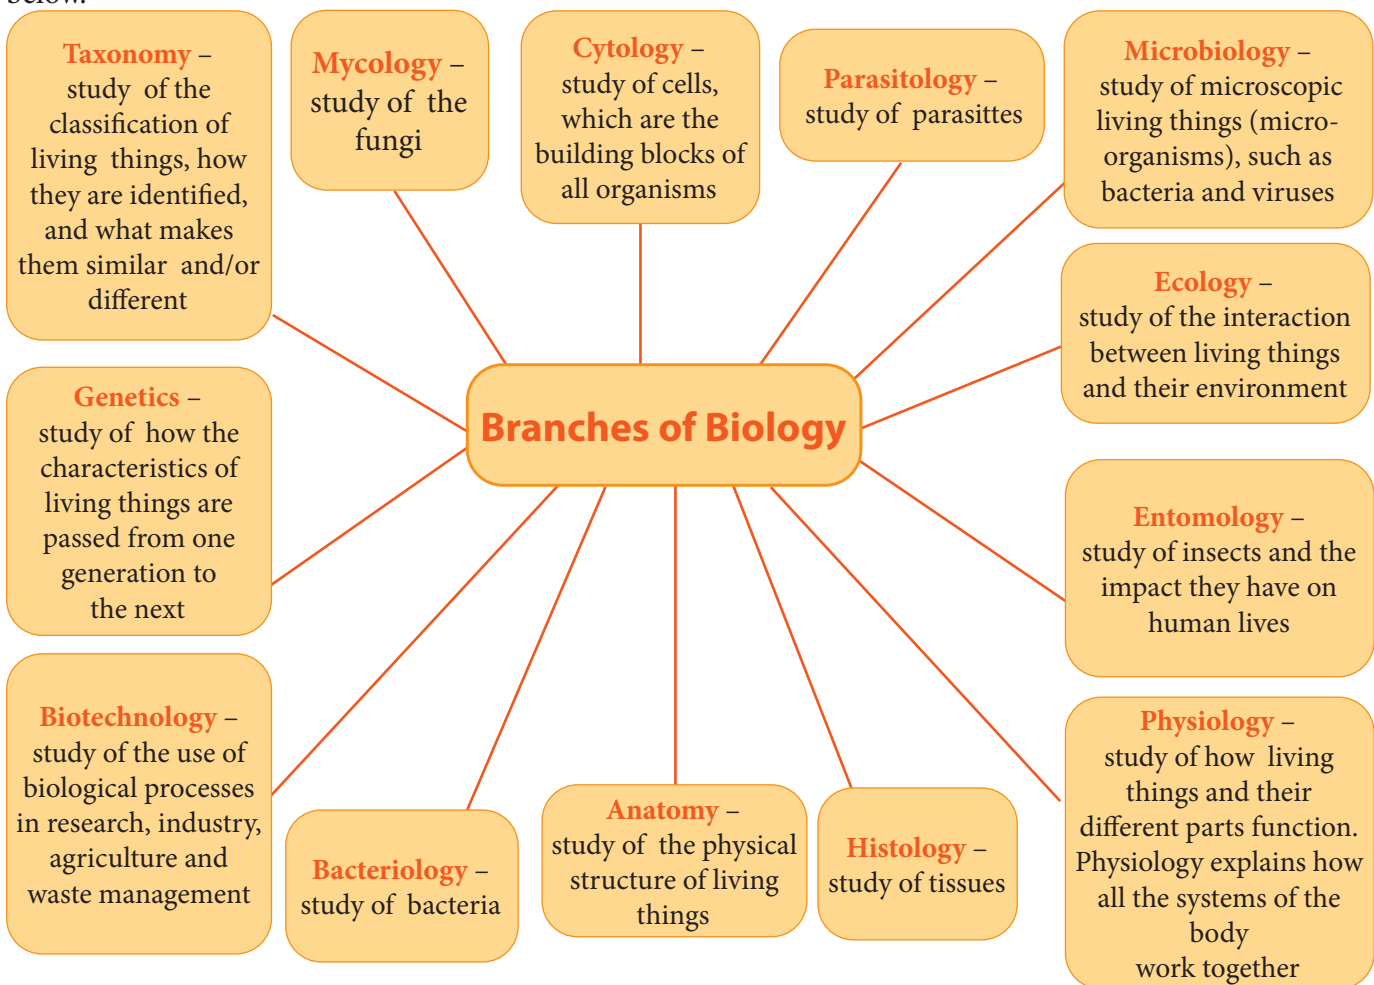 below.
Taxonomy –
study of the
classification of
living things, how
they are identified,
and what makes
them similar and/or
different
Mycology –
study of the
fungi
Cytology –
study of cells,
which are the
building blocks of
all organisms
Parasitology –
study of parasittes
Microbiology –
study of microscopic
living things (micro-
organisms), such as
bacteria and viruses
Ecology –
study of the interaction
between living things
and their environment
Genetics –
study of how the
characteristics of
living things are
passed from one
generation to
the next
Branches of Biology
Entomology –
study of insects and the
impact they have on
human lives
Biotechnology –
study of the use of
biological processes
in research, industry,
agriculture and
waste management
Bacteriology –
study of bacteria
Anatomy –
study of the physical
structure of living
things
Histology –
study of tissues
Physiology –
study of how living
things and their
different parts function.
Physiology explains how
all the systems of the
body
work together